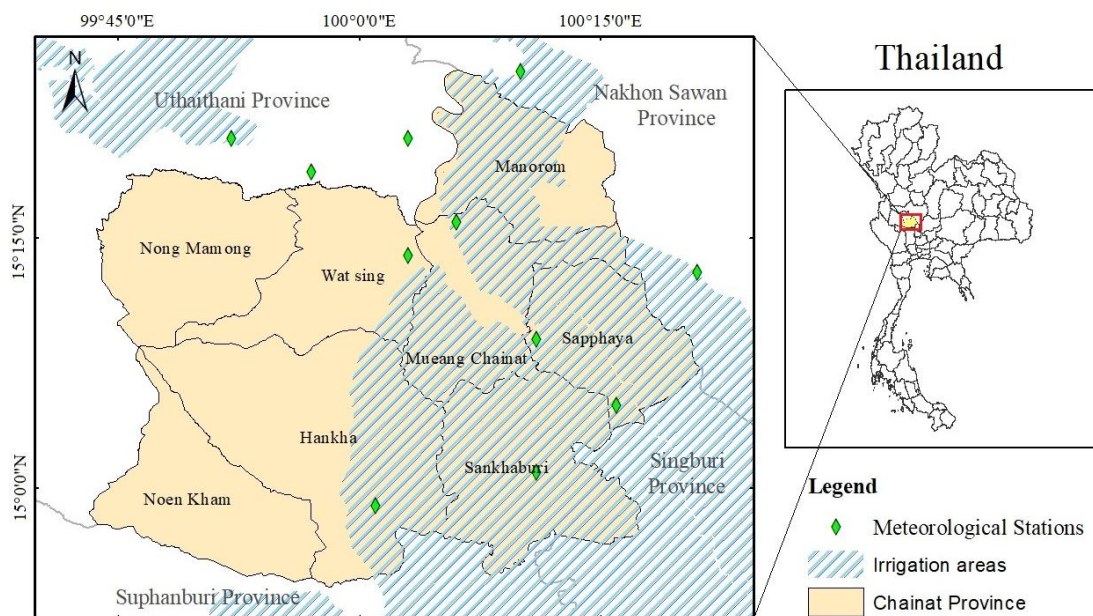 99°45'0"E
100°0'0"E
100°15'0"E
N
Uthaithani Province
Nakhon Sawan
Province
Manorom
15°15'0"N
Nong Mamong
Wat sing
Sapphaya
Mueang Chainat
Hankha
Sankhaburi
Singburi
Province
15°0'0"N
Noen Kham
Suphanburi Province
Thailand
Legend
Meteorological Stations
Irrigation areas
Chainat Province